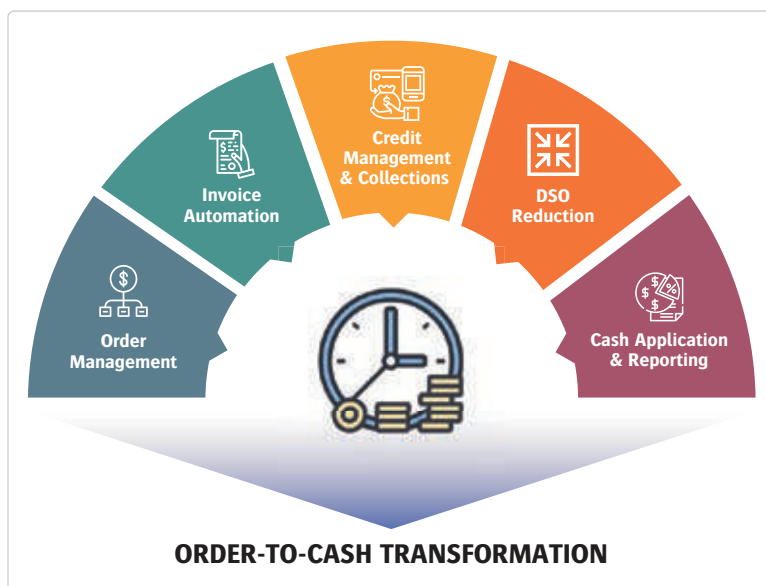 Order
Management
Invoice
Automation
Credit
Management
& Collections
DSO
Reduction
Cash Application
& Reporting
ORDER-TO-CASH TRANSFORMATION